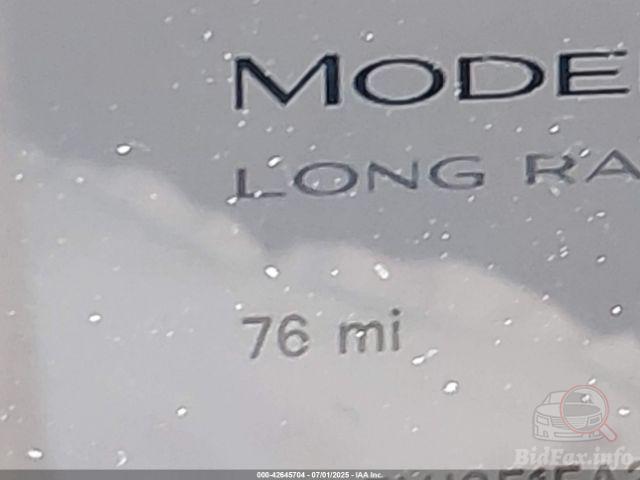 MODE
LONG RA
76 mi
BidFax.info
000-42645704 - 07/01/2025 - IAA Inc.